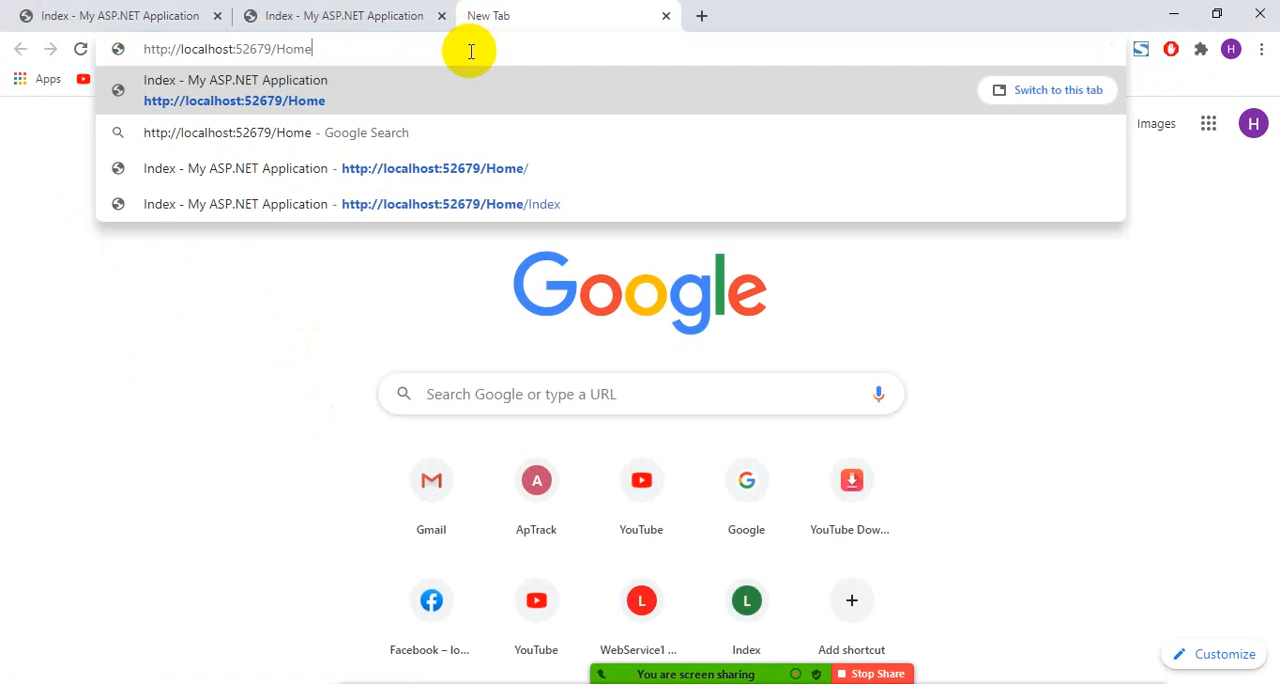 Index - My ASP.NET Application
Index - My ASP.NET Application
New Tab
http://localhost:52679/Home
H
Apps
Index - My ASP.NET Application
http://localhost:52679/Home
Switch to this tab
http://localhost:52679/Home - Google Search
Images
H
Index - My ASP.NET Application - http://localhost:52679/Home/
Index - My ASP.NET Application - http://localhost:52679/Home/Index
Google
Search Google or type a URL
A
Gmail
ApTrack
YouTube
Google
YouTube Dow...
L
L
Facebook – lo...
YouTube
WebService1 ...
Index
Add shortcut
Customize
You are screen sharing
Stop Share